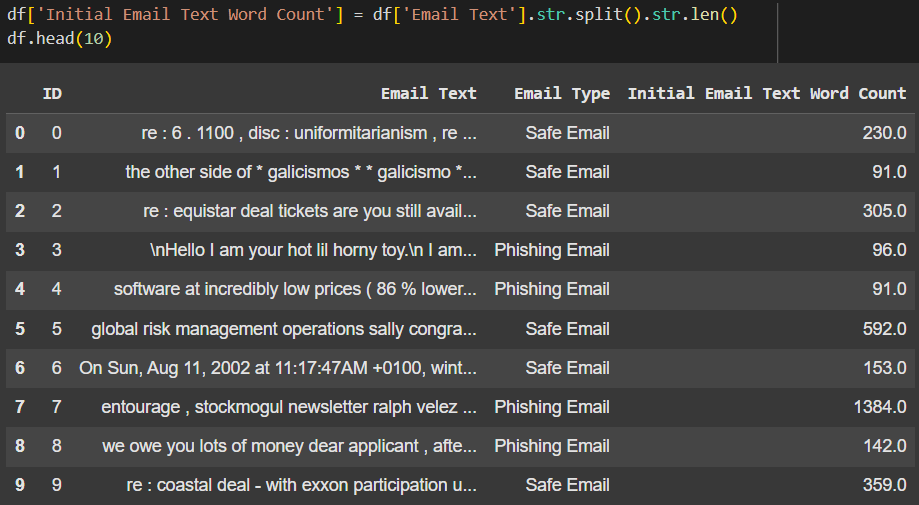 df['Initial Email Text Word Count'] = df['Email Text'].str.split().str.len()
df.head(10)
ID Email Text Email Type Initial Email Text Word Count
0 0 re : 6 . 1100 , disc : uniformitarianism , re ... Safe Email 230.0
1 1 the other side of * galicismos * * galicismo *... Safe Email 91.0
2 2 re : equistar deal tickets are you still avail... Safe Email 305.0
3 3 \nHello I am your hot lil horny toy.\n I am... Phishing Email 96.0
4 4 software at incredibly low prices ( 86 % lower... Phishing Email 91.0
5 5 global risk management operations sally congra... Safe Email 592.0
6 6 On Sun, Aug 11, 2002 at 11:17:47AM +0100, wint... Safe Email 153.0
7 7 entourage , stockmogul newsletter ralph velez ... Phishing Email 1384.0
8 8 we owe you lots of money dear applicant , afte... Phishing Email 142.0
9 9 re : coastal deal - with exxon participation u... Safe Email 359.0